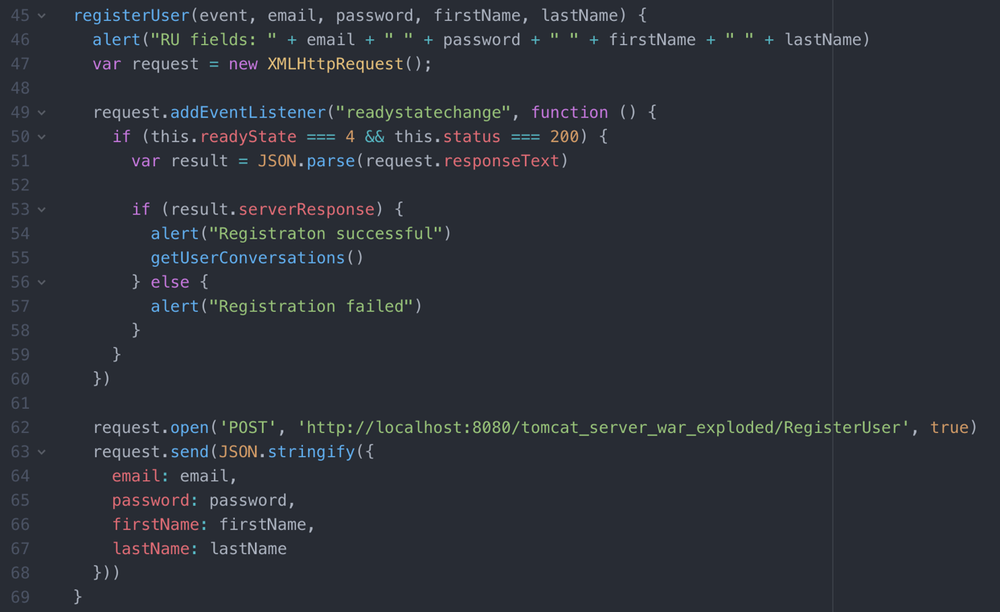 45 registerUser(event, email, password, firstName, lastName) {
46 alert("RU fields: " + email + " " + password + " " + firstName + " " + lastName)
47 var request = new XMLHttpRequest();
48
49 request.addEventListener("readystatechange", function () {
50 if (this.readyState === 4 && this.status === 200) {
51 var result = JSON.parse(request.responseText)
52
53 if (result.serverResponse) {
54 alert("Registraton successful")
55 getUserConversations()
56 } else {
57 alert("Registration failed")
58 }
59 }
60 })
61
62 request.open('POST', 'http://localhost:8080/tomcat_server_war_exploded/RegisterUser', true)
63 request.send(JSON.stringify({
64 email: email,
65 password: password,
66 firstName: firstName,
67 lastName: lastName
68 }))
69 }